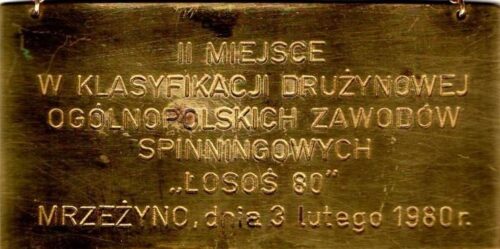 II MIEJSCE
W KLASYFIKACJI DRUŻYNOWEJ
OGÓLNOPOLSKICH ZAWODÓW
SPINNINGOWYCH
„ŁOSOŚ 80”
MRZEŻYNO, dnia 3 lutego 1980 r.